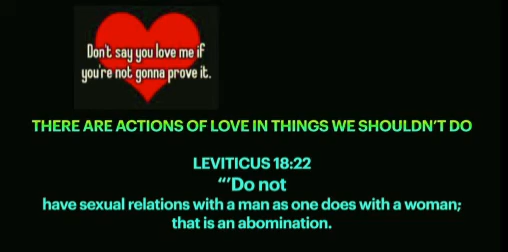 Don't say you love me if
you're not gonna prove it.
THERE ARE ACTIONS OF LOVE IN THINGS WE SHOULDN'T DO
LEVITICUS 18:22
“‘Do not
have sexual relations with a man as one does with a woman;
that is an abomination.